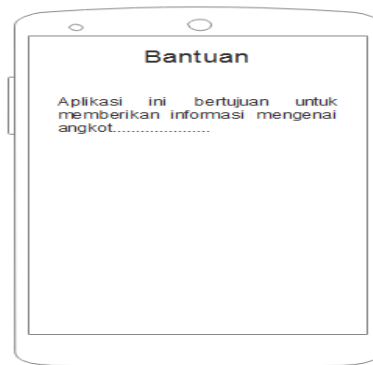 Bantuan
Aplikasi ini bertujuan untuk
memberikan informasi mengenai
angkot.....................